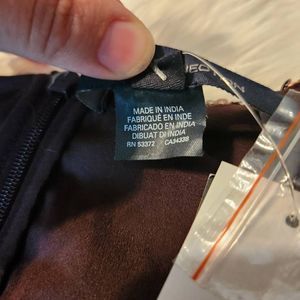 MADE IN INDIA
FABRIQUÉ EN INDE
FABRICADO EN INDIA
DIBUAT DI INDIA
RN 53372 CA34338